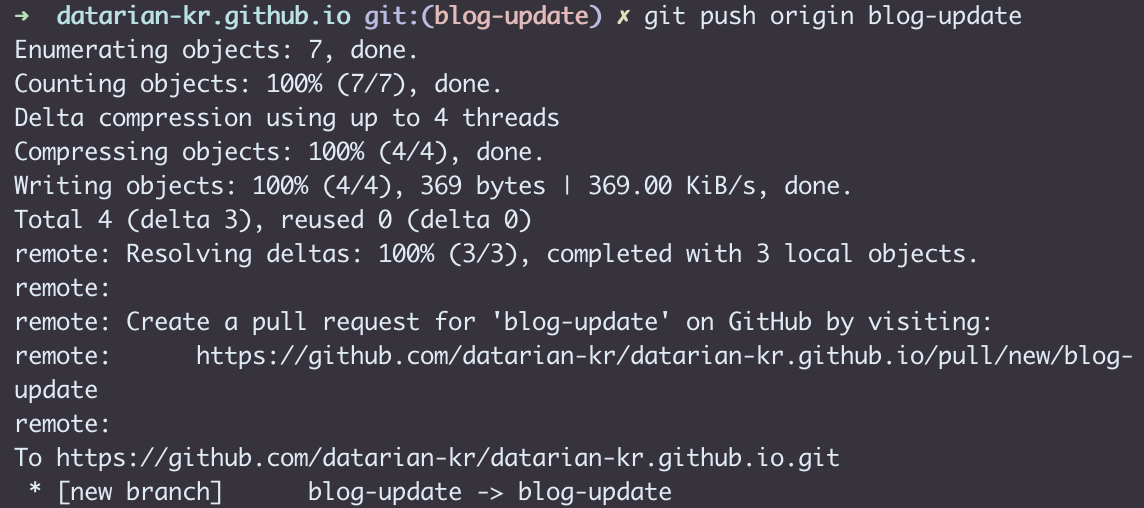 ➜  datarian-kr.github.io git:(blog-update) ✗ git push origin blog-update
Enumerating objects: 7, done.
Counting objects: 100% (7/7), done.
Delta compression using up to 4 threads
Compressing objects: 100% (4/4), done.
Writing objects: 100% (4/4), 369 bytes | 369.00 KiB/s, done.
Total 4 (delta 3), reused 0 (delta 0)
remote: Resolving deltas: 100% (3/3), completed with 3 local objects.
remote:
remote: Create a pull request for 'blog-update' on GitHub by visiting:
remote:      https://github.com/datarian-kr/datarian-kr.github.io/pull/new/blog-
update
remote:
To https://github.com/datarian-kr/datarian-kr.github.io.git
 * [new branch]      blog-update -> blog-update